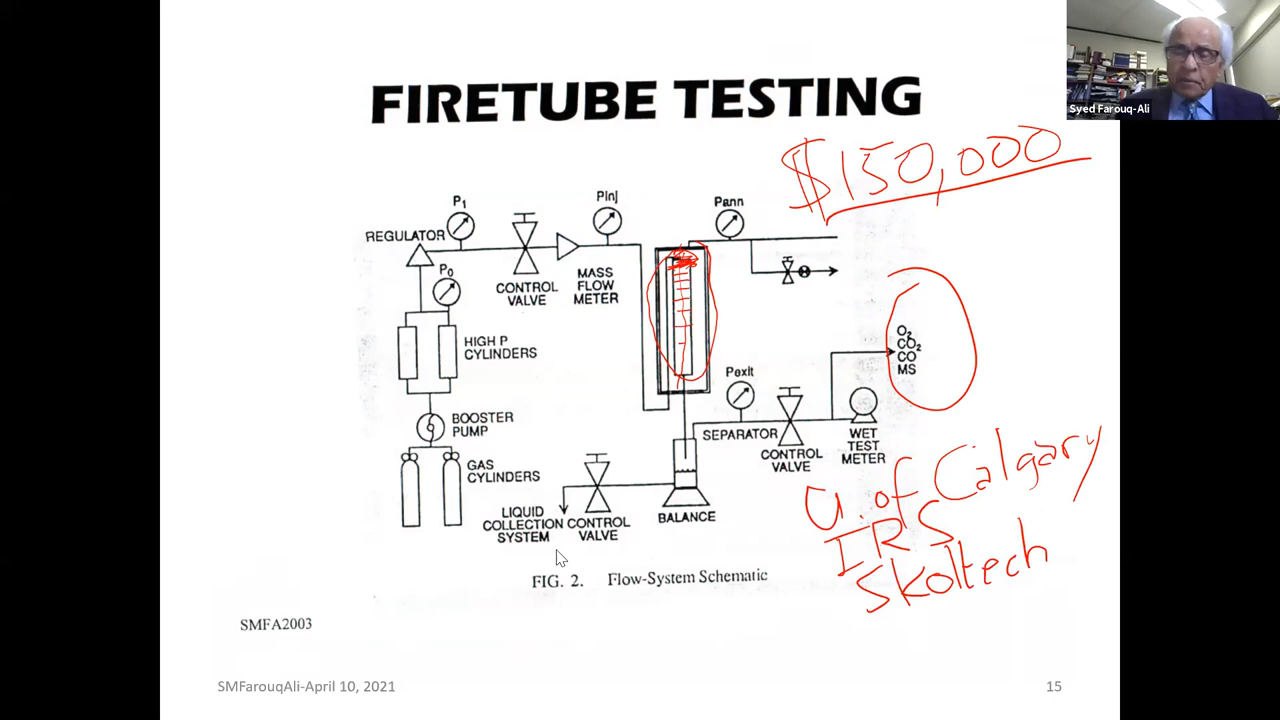 Syed Farouq-Ali
FIRETUBE TESTING
$150,000
P1
Pinj
Pann
REGULATOR
Po
CONTROL
VALVE
MASS
FLOW
METER
HIGH P
CYLINDERS
O2
CO2
CO
MS
Pexit
BOOSTER
PUMP
SEPARATOR
CONTROL
VALVE
WET
TEST
METER
GAS
CYLINDERS
LIQUID
COLLECTION
SYSTEM
CONTROL
VALVE
BALANCE
U. of Calgary
IRS
Skoltech
FIG. 2. Flow-System Schematic
SMFA2003
SMFarouqAli-April 10, 2021
15